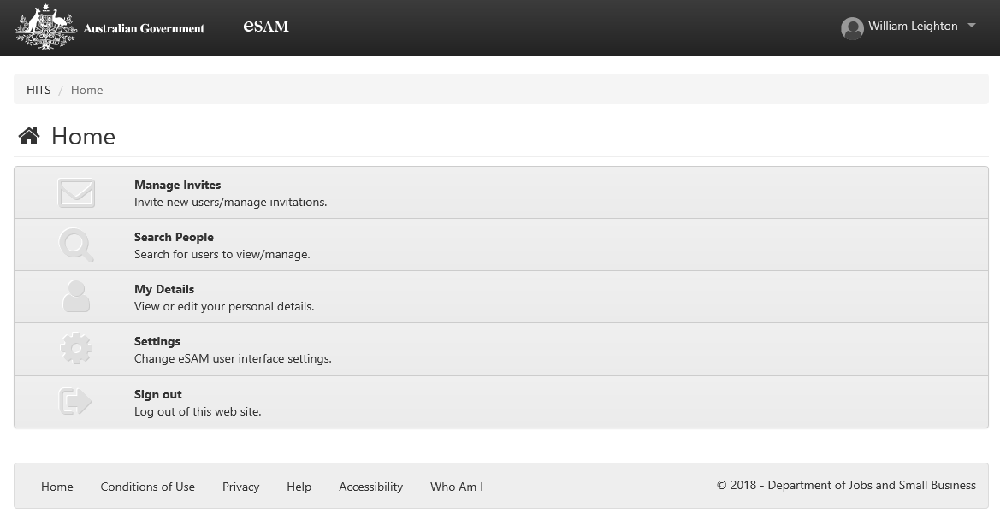 Australian Government
eSAM
William Leighton
HITS / Home
Home
Manage Invites
Invite new users/manage invitations.
Search People
Search for users to view/manage.
My Details
View or edit your personal details.
Settings
Change eSAM user interface settings.
Sign out
Log out of this web site.
Home Conditions of Use Privacy Help Accessibility Who Am I
© 2018 - Department of Jobs and Small Business